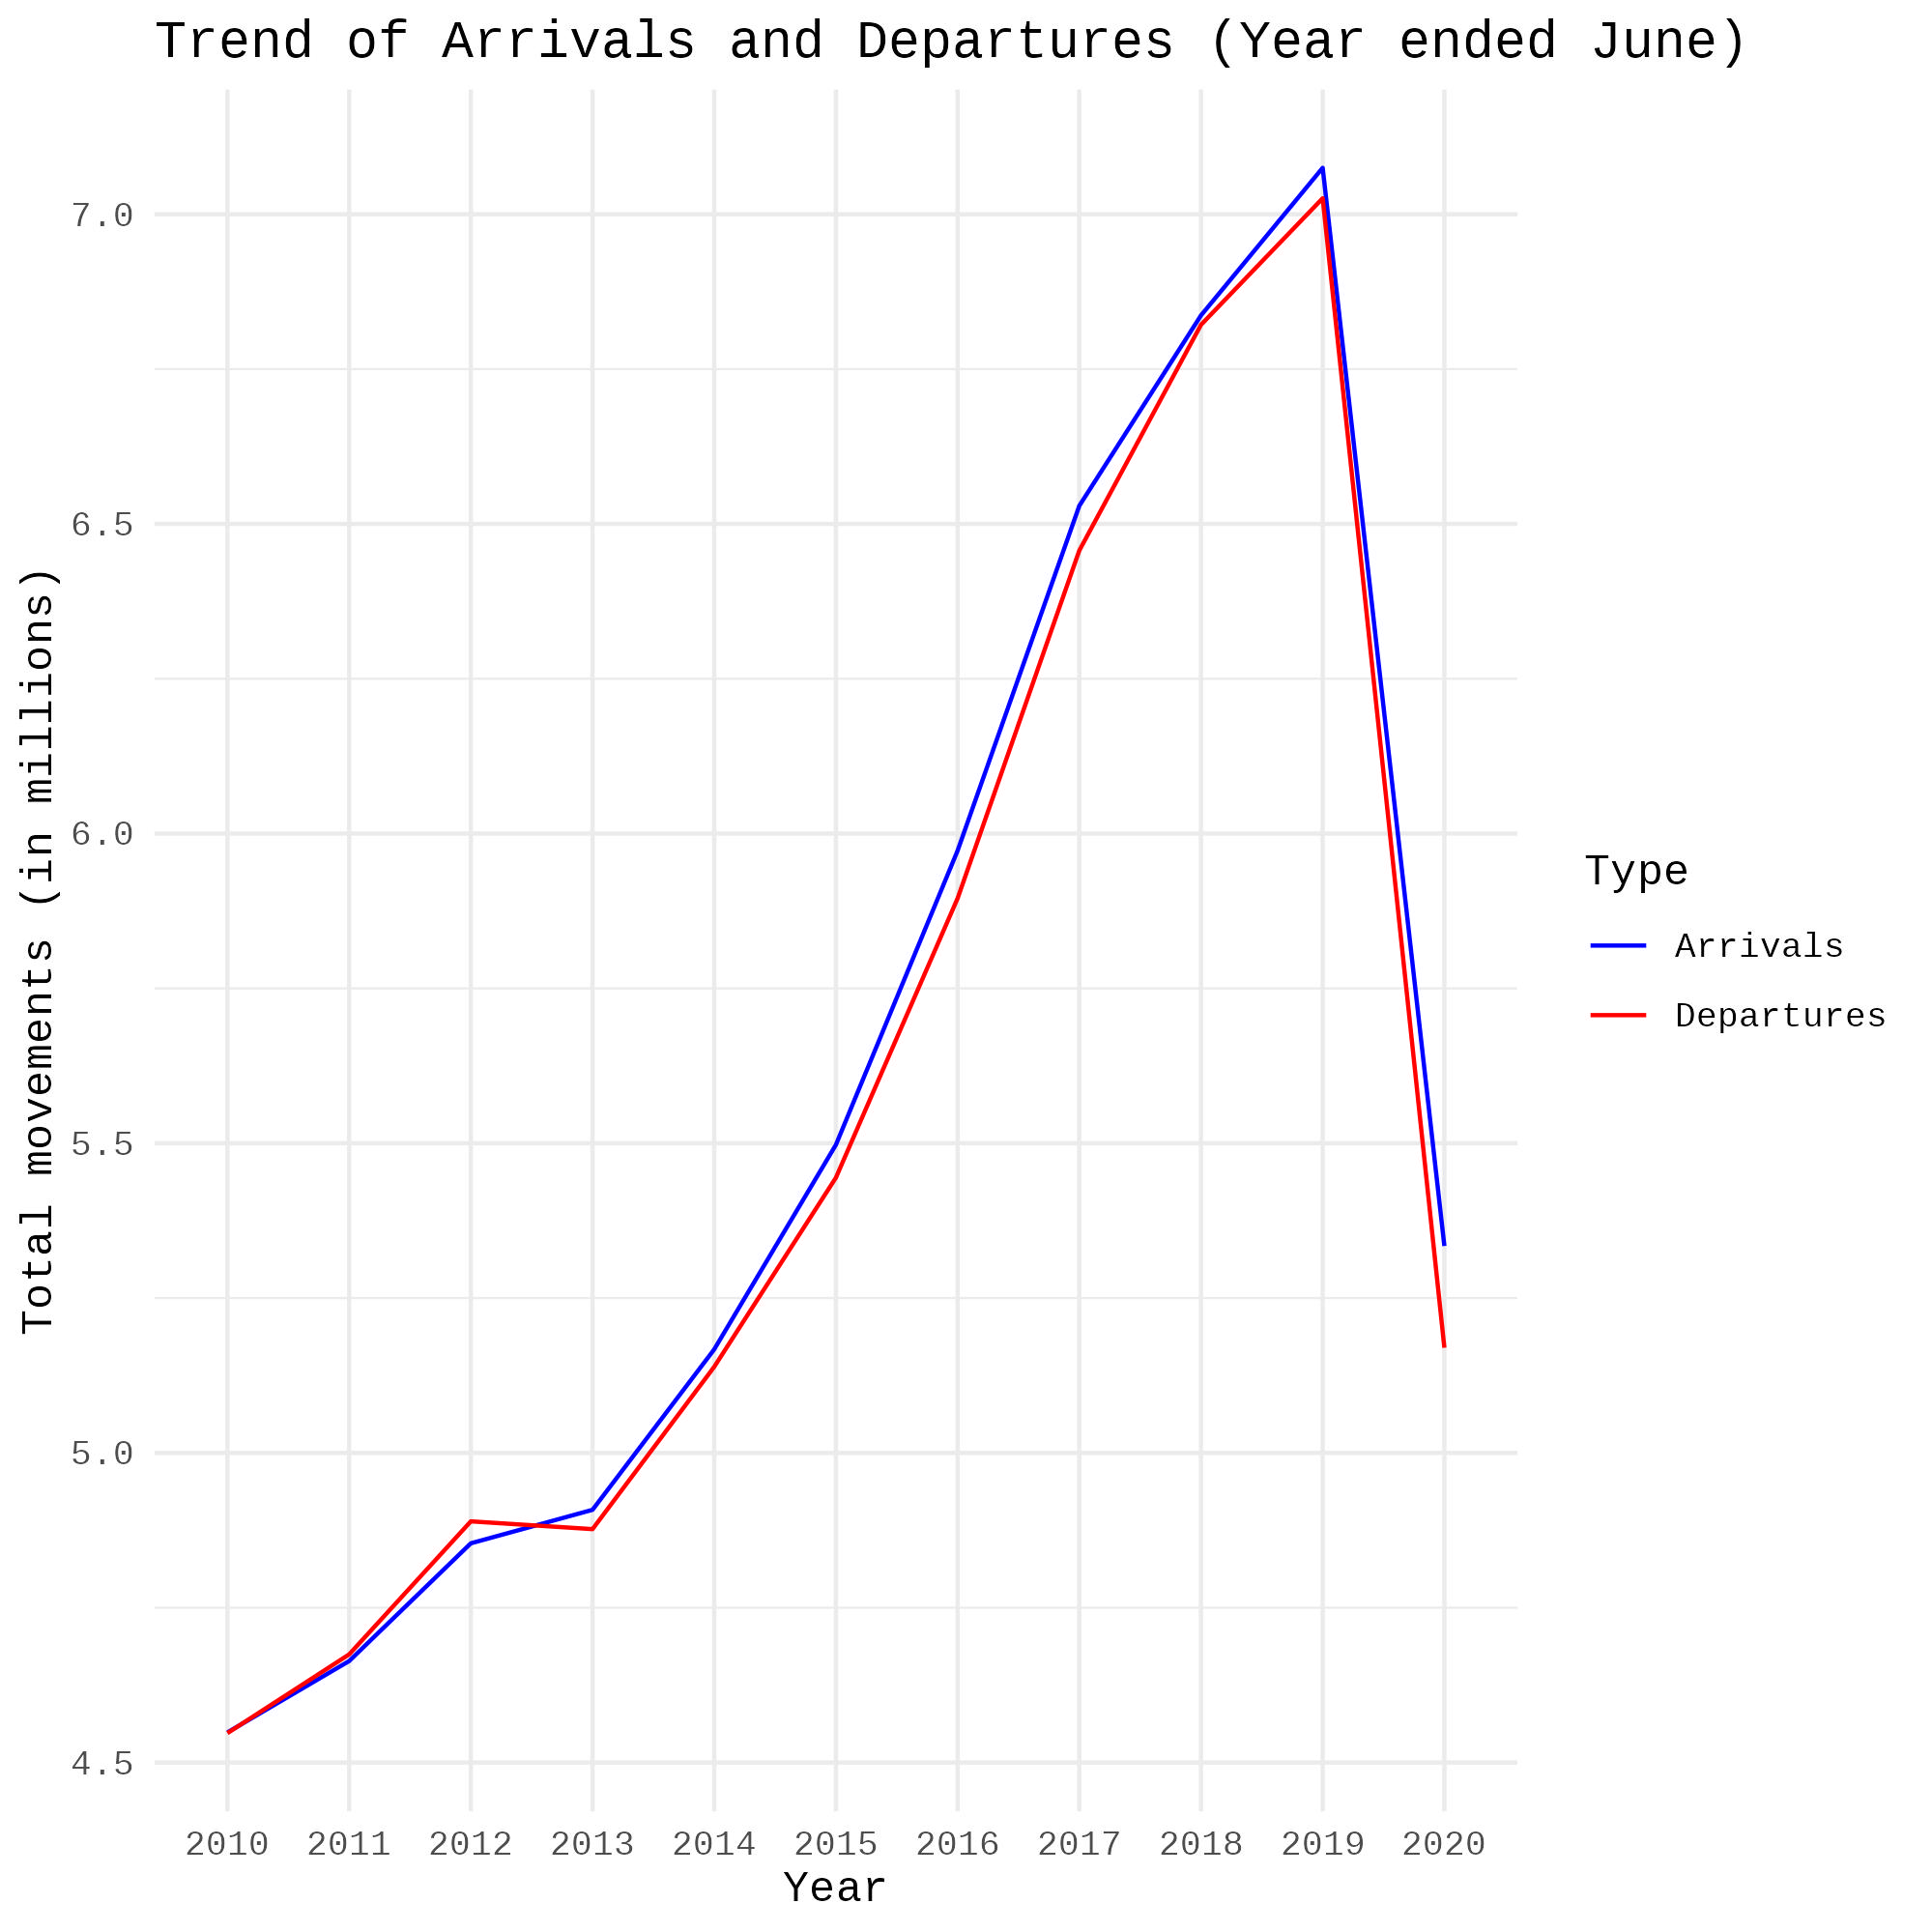 Trend of Arrivals and Departures (Year ended June)
Total movements (in millions)
7.0
6.5
6.0
5.5
5.0
4.5
2010 2011 2012 2013 2014 2015 2016 2017 2018 2019 2020
Year
Type
Arrivals
Departures